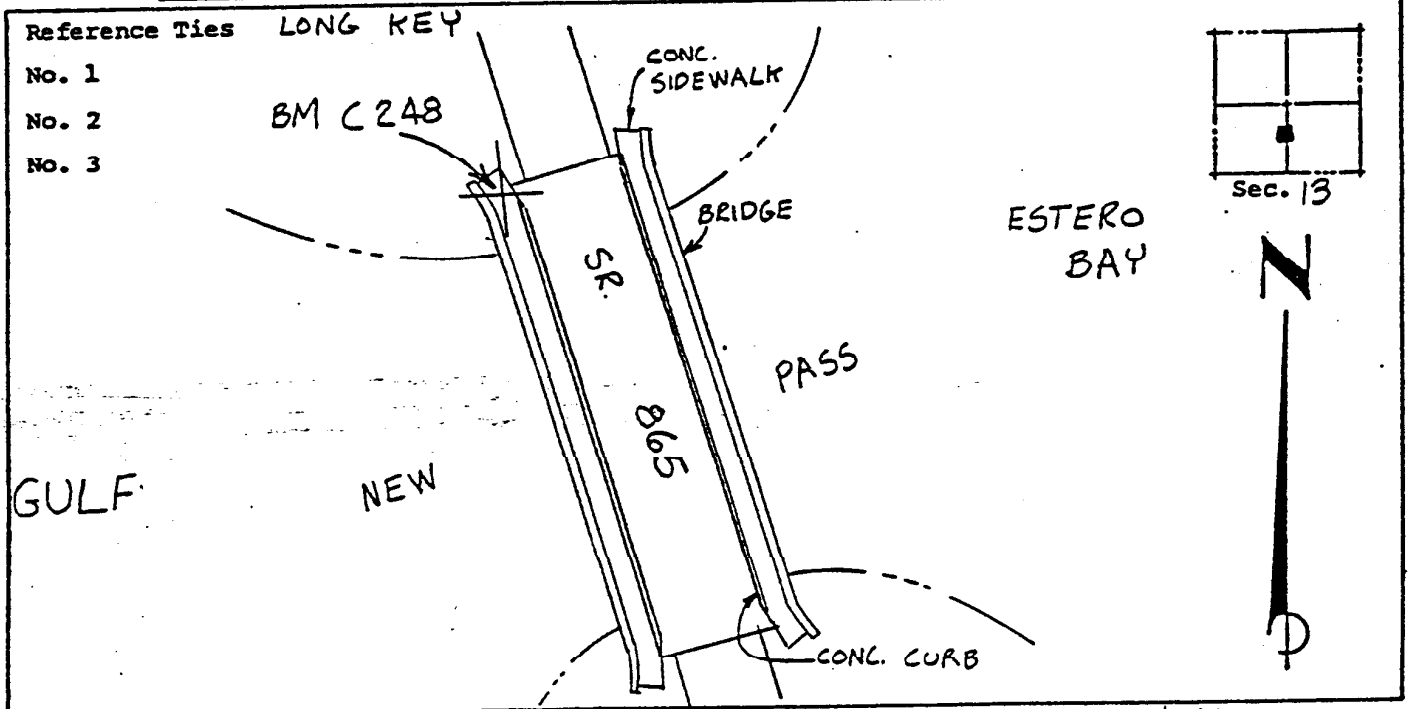 Reference Ties LONG KEY
No. 1
No. 2
No. 3
BM C 248
CONC.
SIDEWALK
BRIDGE
Sec. 13
ESTERO
BAY
N
SR.
865
PASS
GULF
NEW
CONC. CURB